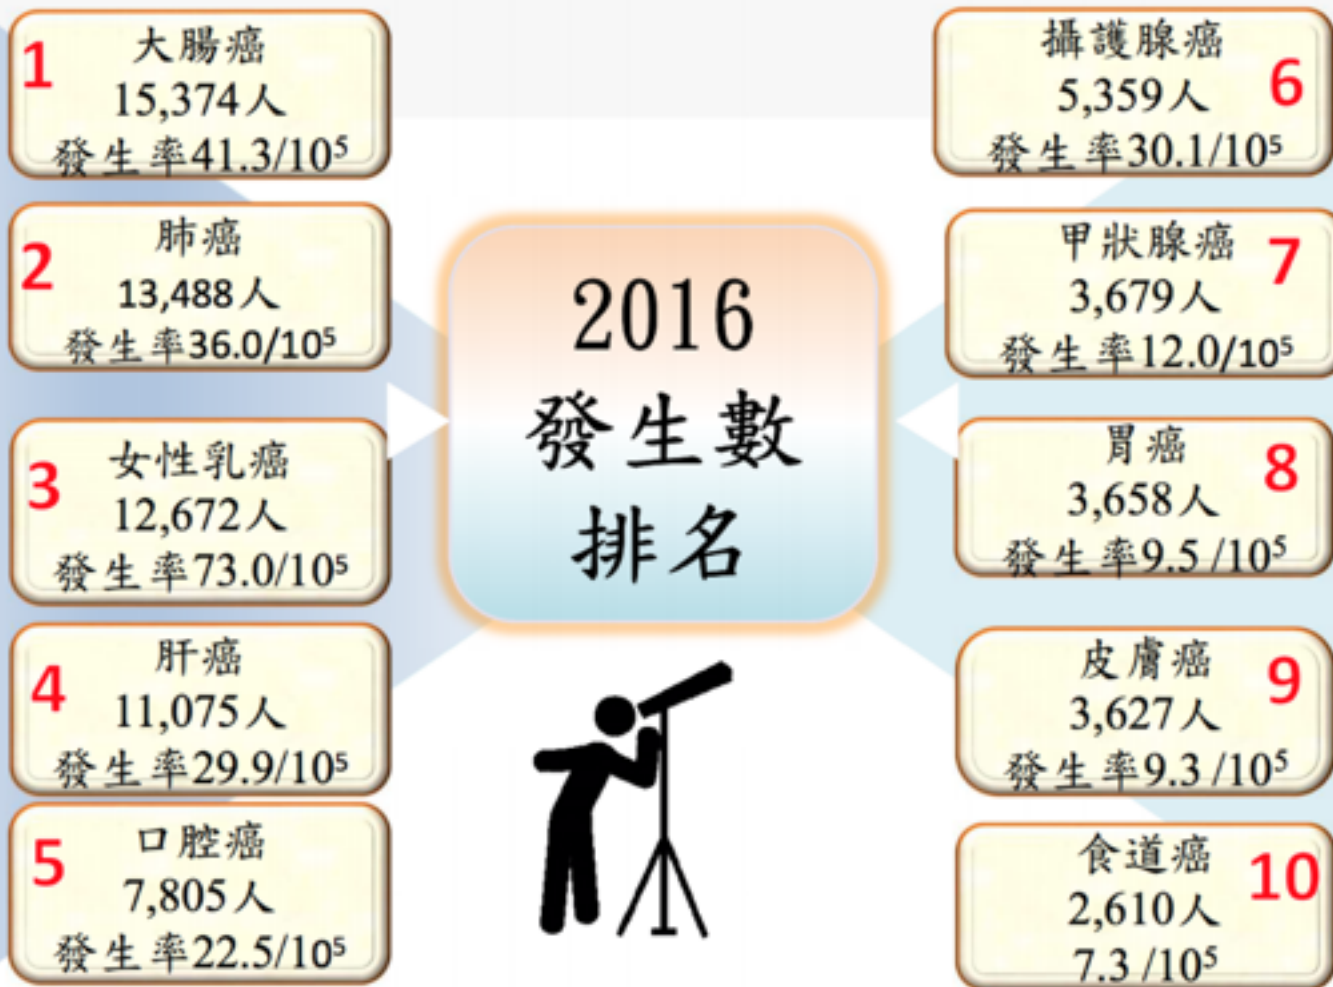 1
大腸癌
15,374人
發生率41.3/10⁵
2
肺癌
13,488人
發生率36.0/10⁵
3
女性乳癌
12,672人
發生率73.0/10⁵
4
肝癌
11,075人
發生率29.9/10⁵
5
口腔癌
7,805人
發生率22.5/10⁵
2016
發生數
排名
攝護腺癌
6
5,359人
發生率30.1/10⁵
甲狀腺癌
7
3,679人
發生率12.0/10⁵
胃癌
8
3,658人
發生率9.5 /10⁵
皮膚癌
9
3,627人
發生率9.3 /10⁵
食道癌
10
2,610人
7.3 /10⁵